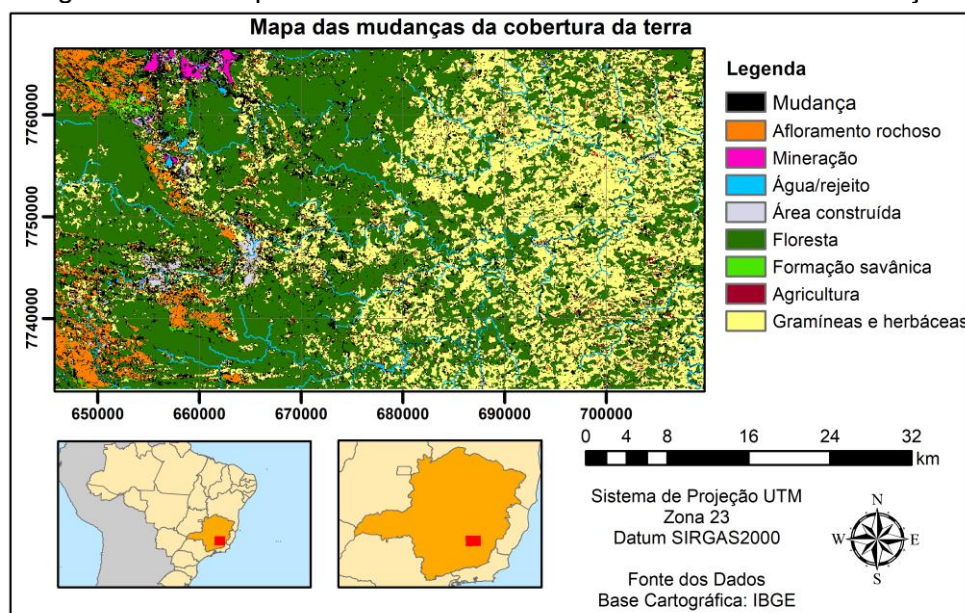 Mapa das mudanças da cobertura da terra
7760000
7750000
7740000
650000 660000 670000 680000 690000 700000
Legenda
Mudança
Afloramento rochoso
Mineração
Água/rejeito
Área construída
Floresta
Formação savânica
Agricultura
Gramíneas e herbáceas
0 4 8 16 24 32
km
Sistema de Projeção UTM
Zona 23
Datum SIRGAS2000
Fonte dos Dados
Base Cartográfica: IBGE
N
W E
S